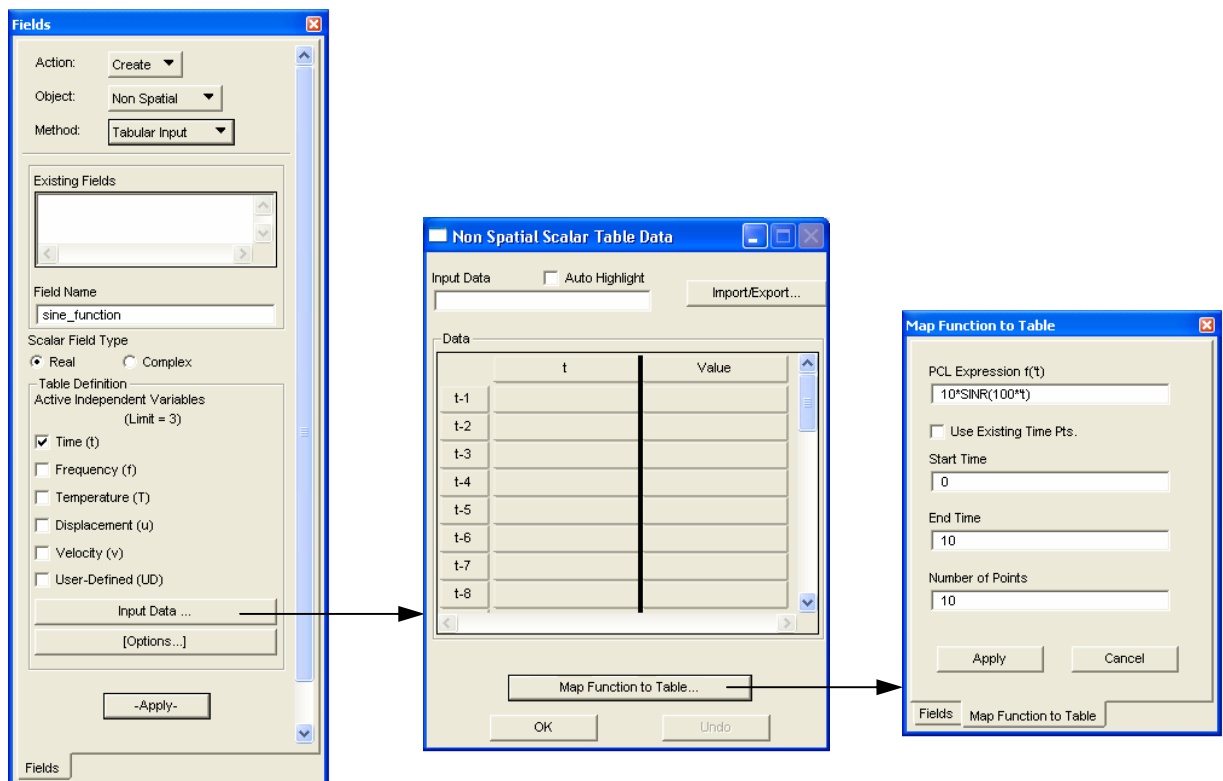 Fields
Action: Create
Object: Non Spatial
Method: Tabular Input
Existing Fields
Field Name
sine_function
Scalar Field Type
Real Complex
Table Definition
Active Independent Variables
(Limit = 3)
Time (t)
Frequency (f)
Temperature (T)
Displacement (u)
Velocity (v)
User-Defined (UD)
Input Data ...
[Options...]
-Apply-
Fields
Non Spatial Scalar Table Data
Input Data Auto Highlight
Import/Export...
Data
t Value
t-1
t-2
t-3
t-4
t-5
t-6
t-7
t-8
Map Function to Table...
OK Undo
Map Function to Table
PCL Expression f('t)
10*SINR(100*'t)
Use Existing Time Pts.
Start Time
0
End Time
10
Number of Points
10
Apply Cancel
Fields Map Function to Table